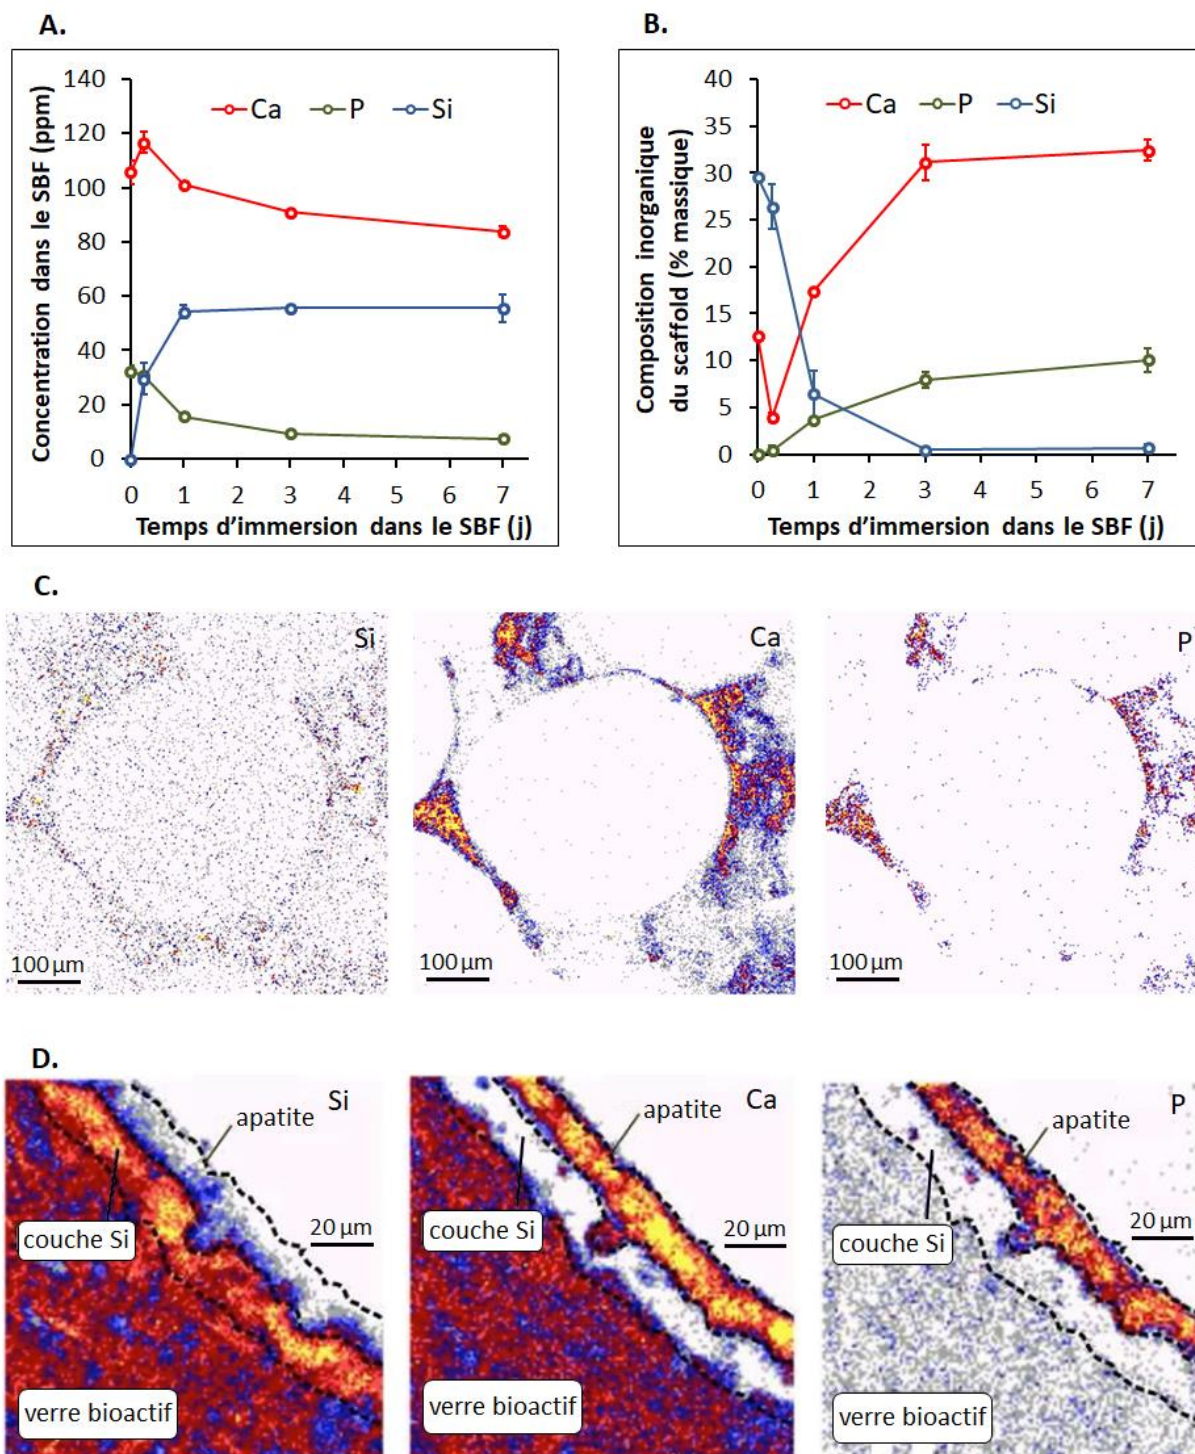 A.
B.
Concentration dans le SBF (ppm)
140
120
100
80
60
40
20
0
Ca P Si
0 1 2 3 4 5 6 7
Temps d'immersion dans le SBF (j)
Composition inorganique
du scaffold (% massique)
40
35
30
25
20
15
10
5
0
Ca P Si
0 1 2 3 4 5 6 7
Temps d'immersion dans le SBF (j)
C.
Si
100 µm
Ca
100 µm
P
100 µm
D.
Si
apatite
couche Si
20 µm
verre bioactif
Ca
apatite
couche Si
20 µm
verre bioactif
P
apatite
couche Si
20 µm
verre bioactif